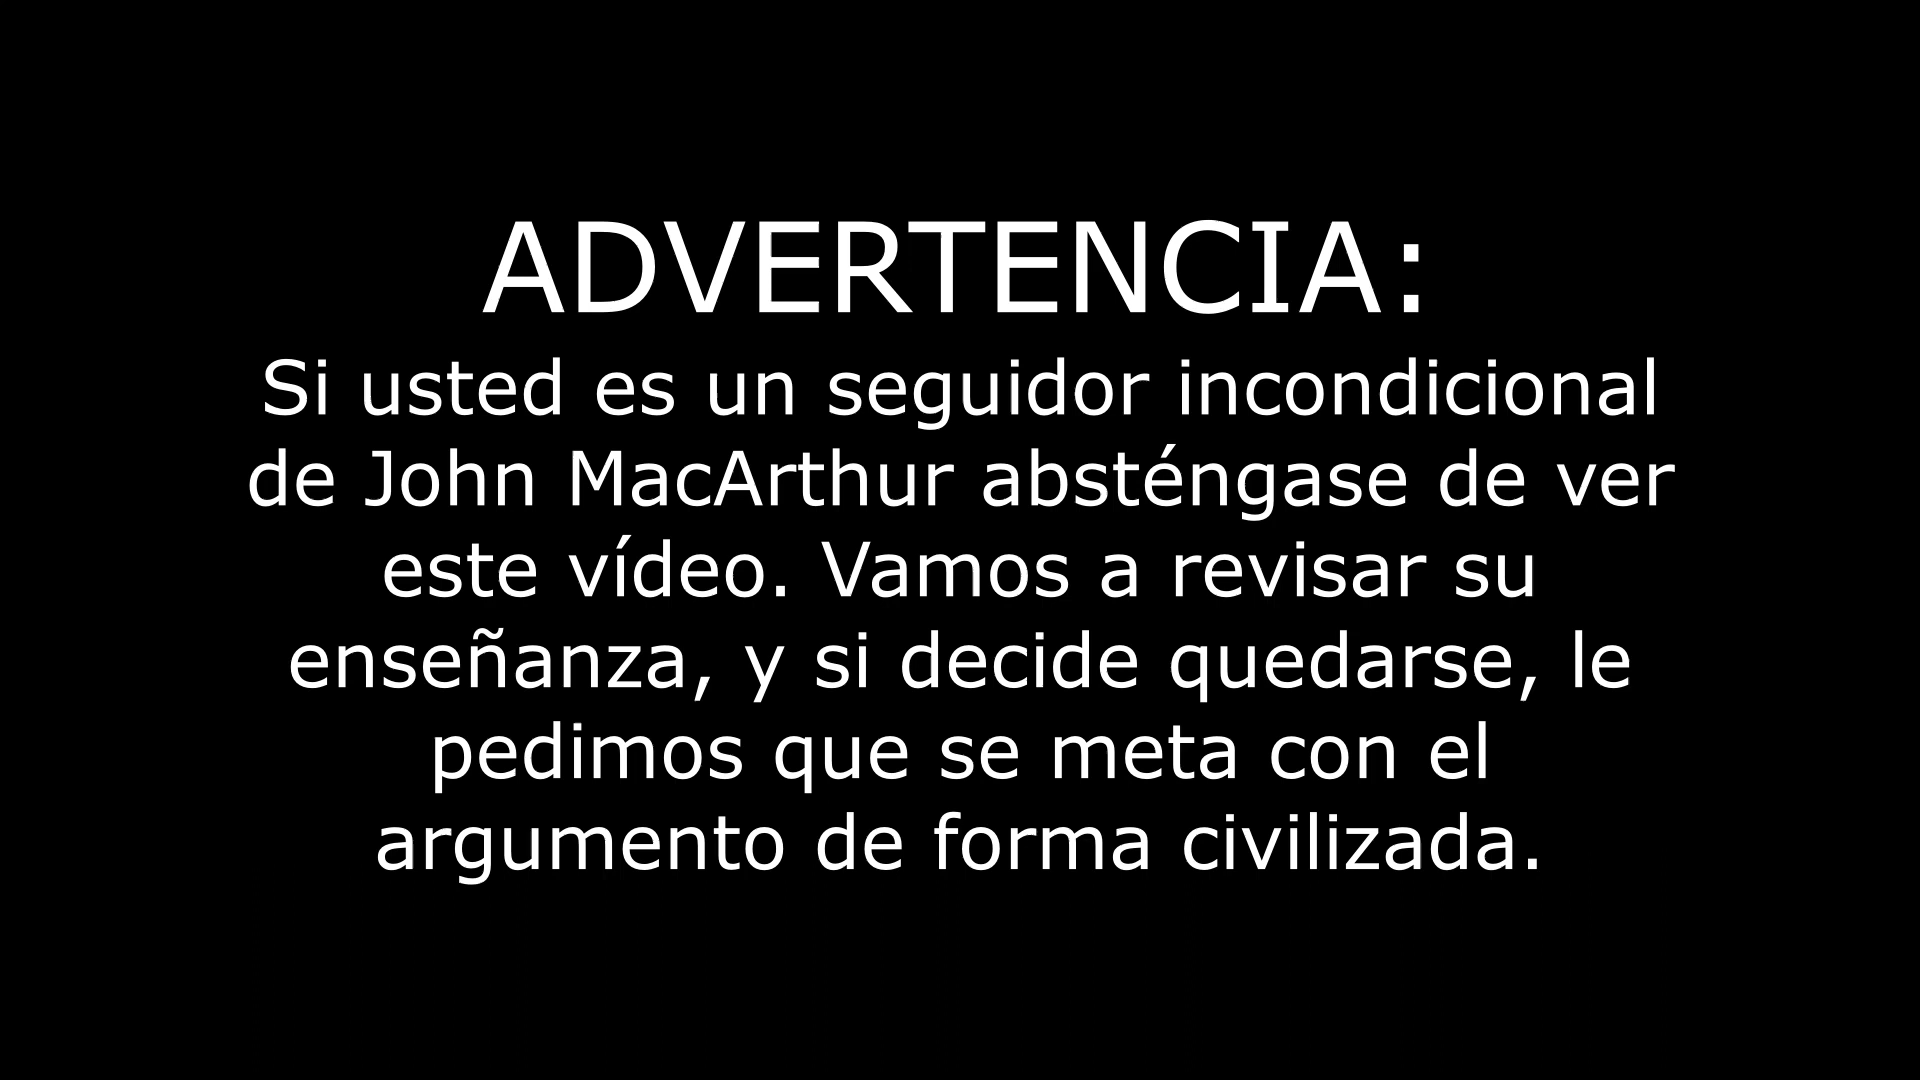 ADVERTENCIA:
Si usted es un seguidor incondicional
de John MacArthur absténgase de ver
este vídeo. Vamos a revisar su
enseñanza, y si decide quedarse, le
pedimos que se meta con el
argumento de forma civilizada.